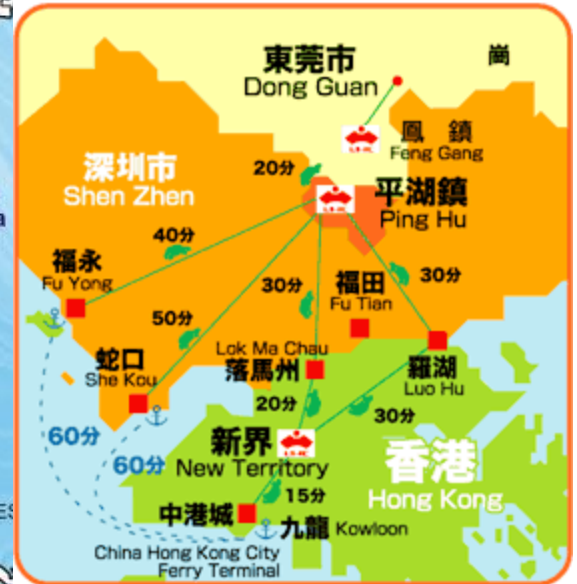 東莞市
Dong Guan
崗
鳳 鎮
Feng Gang
深圳市
Shen Zhen
20分
平湖鎮
Ping Hu
40分
福永
Fu Yong
30分
福田
Fu Tian
30分
50分
蛇口
She Kou
Lok Ma Chau
落馬州
羅湖
Luo Hu
20分
30分
60分
60分
新界
New Territory
香港
Hong Kong
15分
中港城
九龍 Kowloon
China Hong Kong City
Ferry Terminal